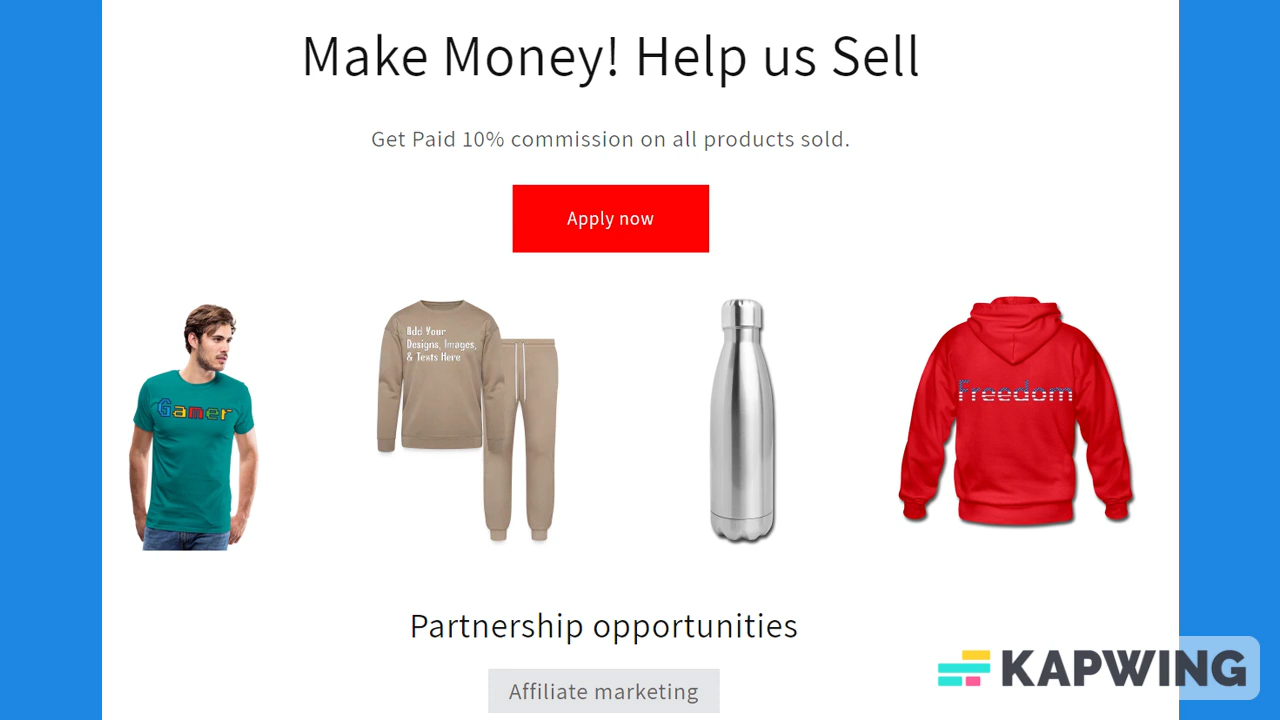 Make Money! Help us Sell
Get Paid 10% commission on all products sold.
Apply now
Gamer
Add Your
Designs, Images,
& Texts Here
Freedom
Partnership opportunities
Affiliate marketing
KAPWING